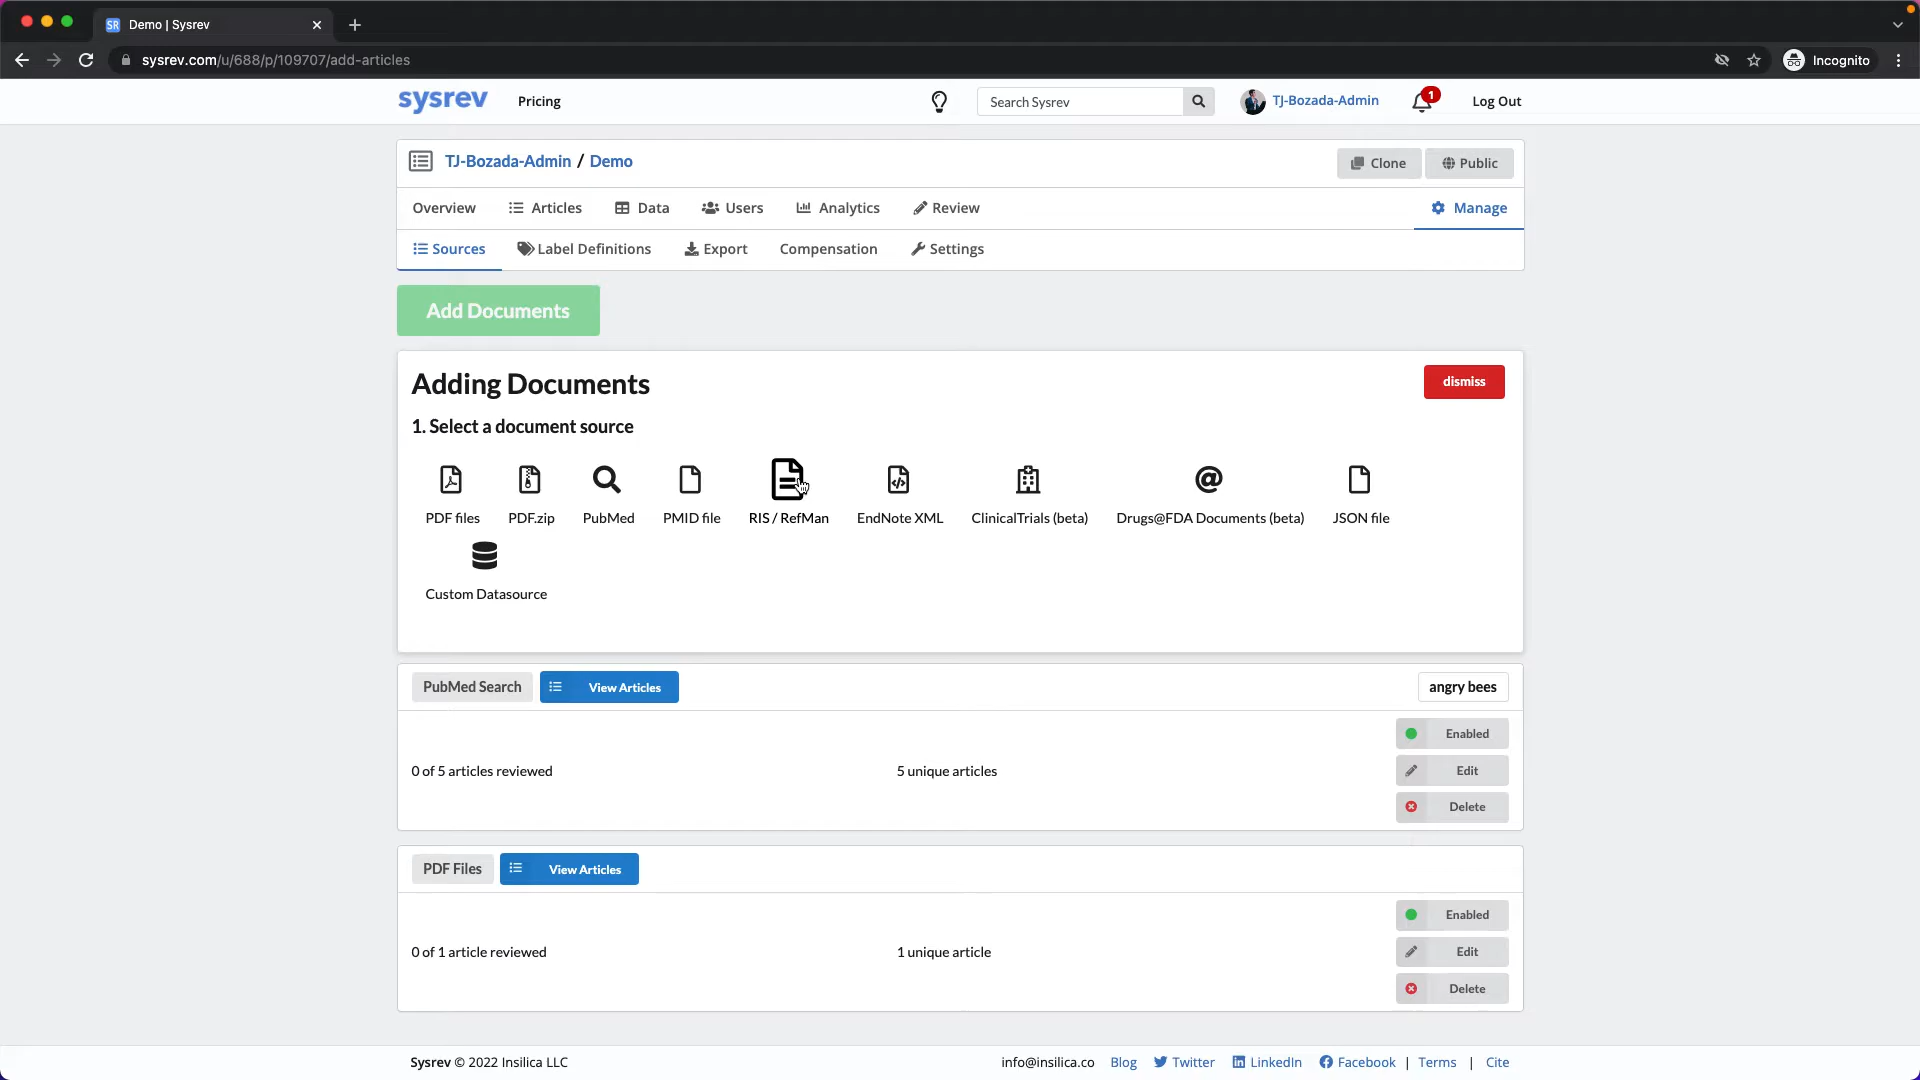 SR Demo | Sysrev
sysrev.com/u/688/p/109707/add-articles
Incognito
sysrev Pricing Search Sysrev TJ-Bozada-Admin 1 Log Out
TJ-Bozada-Admin / Demo Clone Public
Overview Articles Data Users Analytics Review Manage
Sources Label Definitions Export Compensation Settings
Add Documents
Adding Documents dismiss
1. Select a document source
PDF files PDF.zip PubMed PMID file RIS / RefMan EndNote XML ClinicalTrials (beta) Drugs@FDA Documents (beta) JSON file
Custom Datasource
PubMed Search View Articles angry bees
Enabled
0 of 5 articles reviewed 5 unique articles Edit
Delete
PDF Files View Articles
Enabled
0 of 1 article reviewed 1 unique article Edit
Delete
Sysrev © 2022 Insilica LLC info@insilica.co Blog Twitter LinkedIn Facebook | Terms | Cite